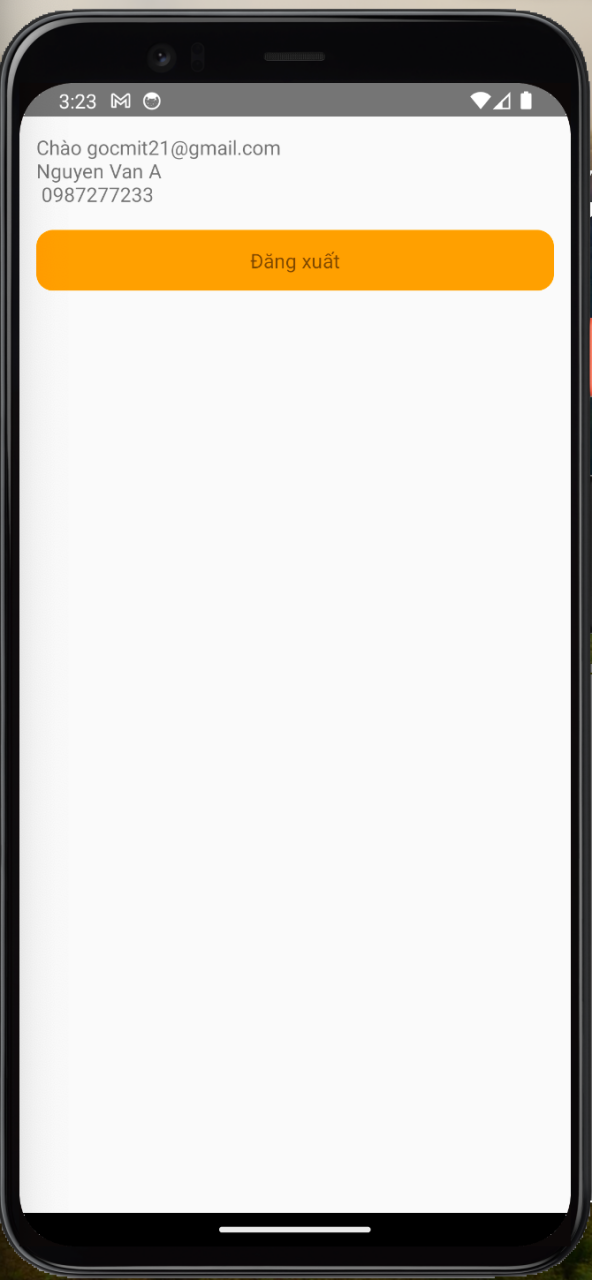 3:23
Chào gocmit21@gmail.com
Nguyen Van A
0987277233
Đăng xuất